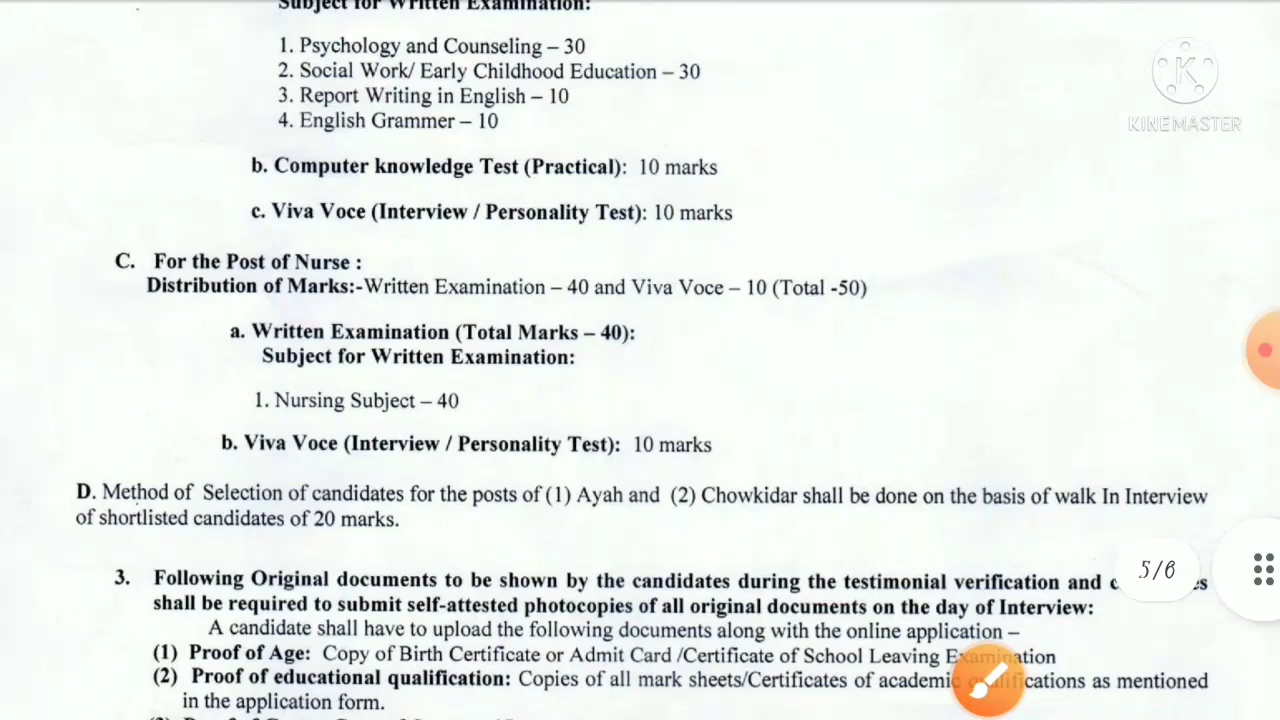 Subject for Written Examination:
1. Psychology and Counseling – 30
2. Social Work/ Early Childhood Education – 30
3. Report Writing in English – 10
4. English Grammer – 10
KINEMASTER
b. Computer knowledge Test (Practical): 10 marks
c. Viva Voce (Interview / Personality Test): 10 marks
C. For the Post of Nurse :
Distribution of Marks:-Written Examination – 40 and Viva Voce – 10 (Total -50)
a. Written Examination (Total Marks – 40):
Subject for Written Examination:
1. Nursing Subject – 40
b. Viva Voce (Interview / Personality Test): 10 marks
D. Method of Selection of candidates for the posts of (1) Ayah and (2) Chowkidar shall be done on the basis of walk In Interview
of shortlisted candidates of 20 marks.
5/6
3. Following Original documents to be shown by the candidates during the testimonial verification and
shall be required to submit self-attested photocopies of all original documents on the day of Interview:
A candidate shall have to upload the following documents along with the online application –
(1) Proof of Age: Copy of Birth Certificate or Admit Card /Certificate of School Leaving Examination
(2) Proof of educational qualification: Copies of all mark sheets/Certificates of academic qualifications as mentioned
in the application form.